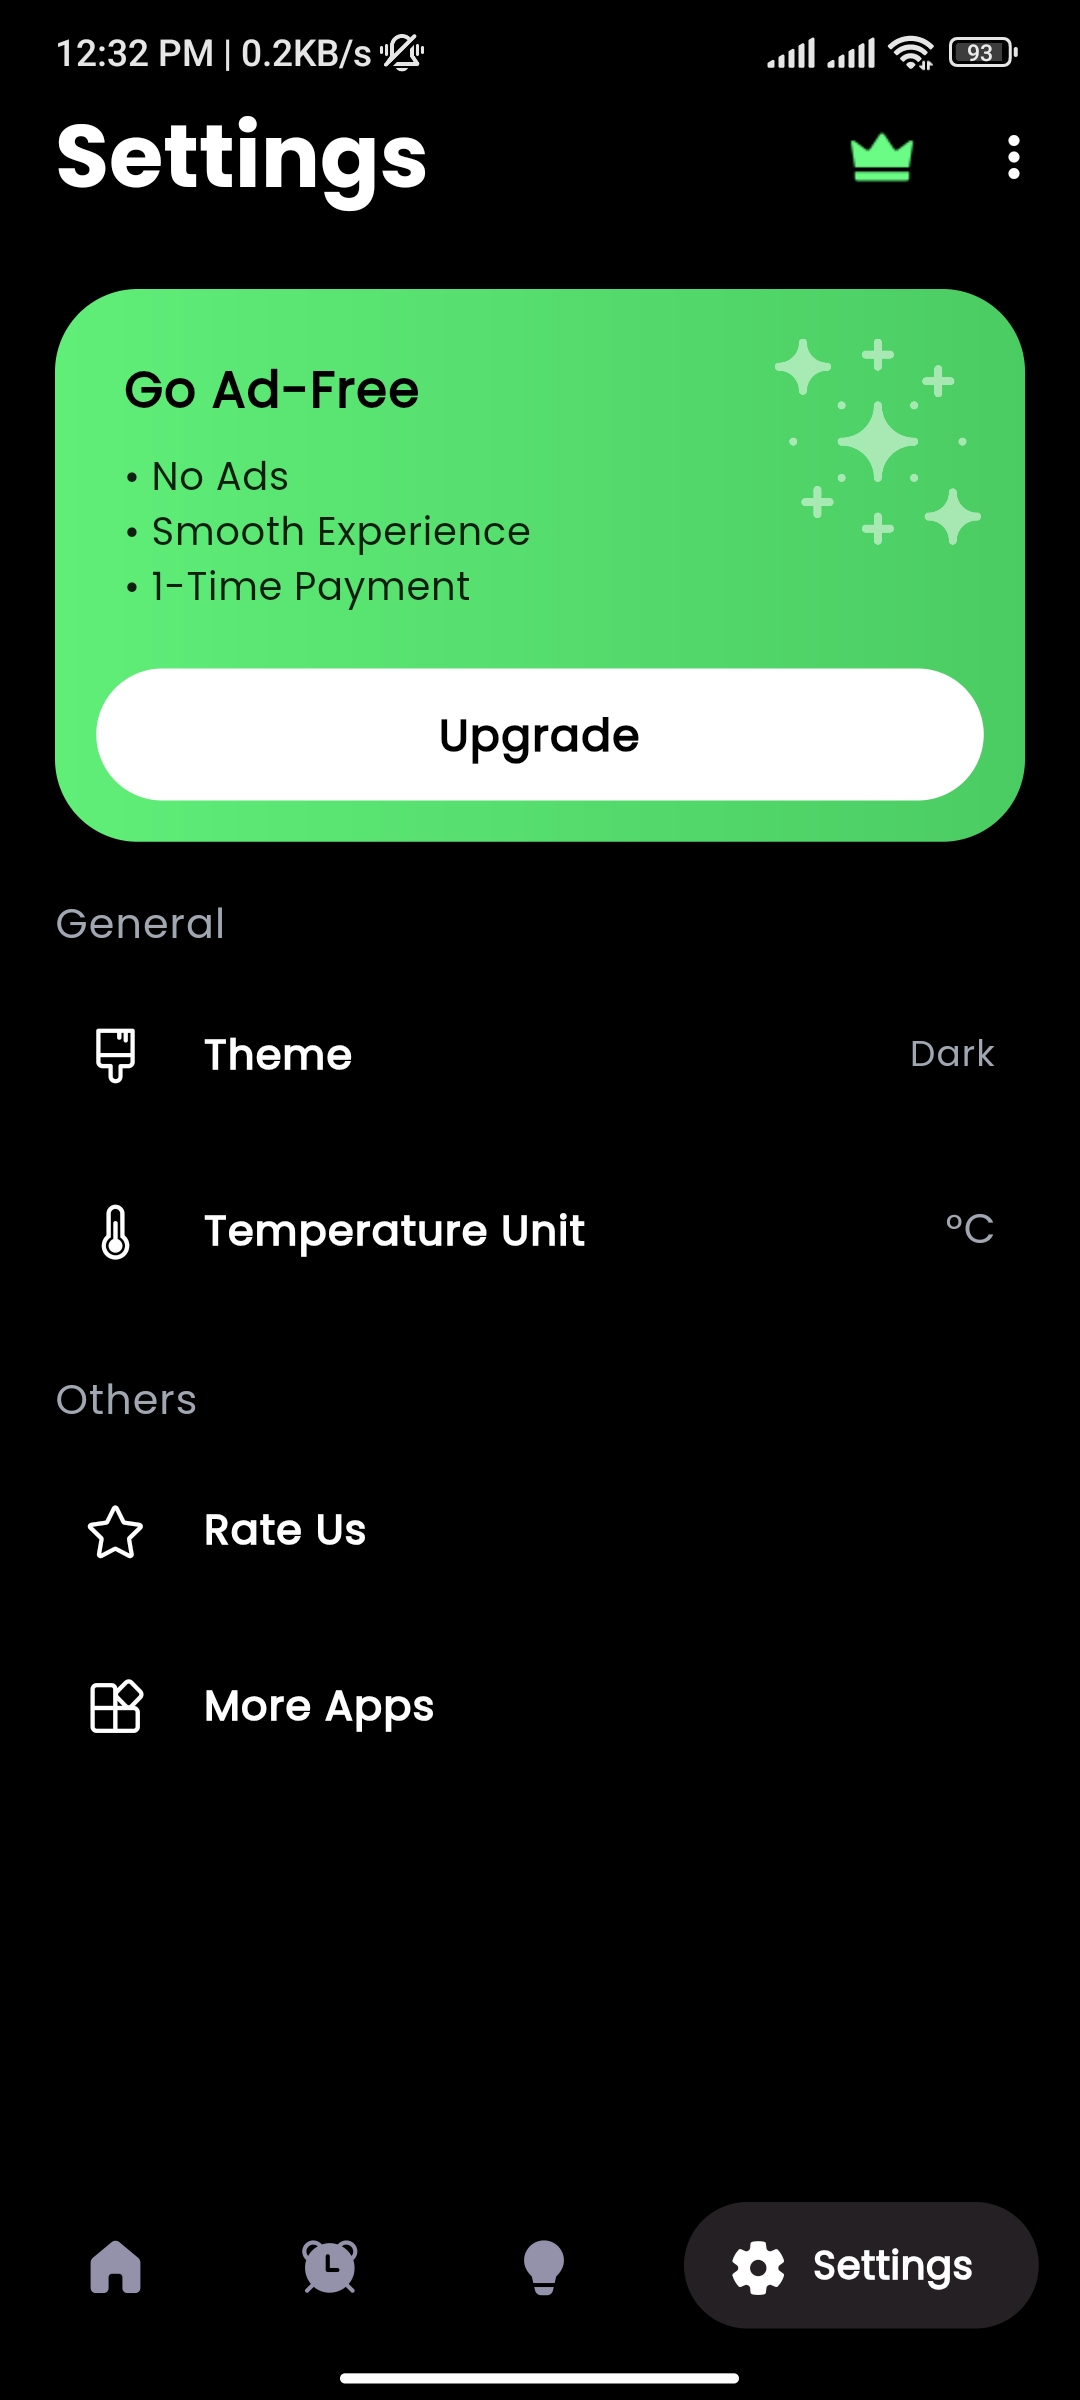 12:32 PM | 0.2KB/s
93
Settings
Go Ad-Free
• No Ads
• Smooth Experience
• 1-Time Payment
Upgrade
General
Theme
Dark
Temperature Unit
°C
Others
Rate Us
More Apps
Settings